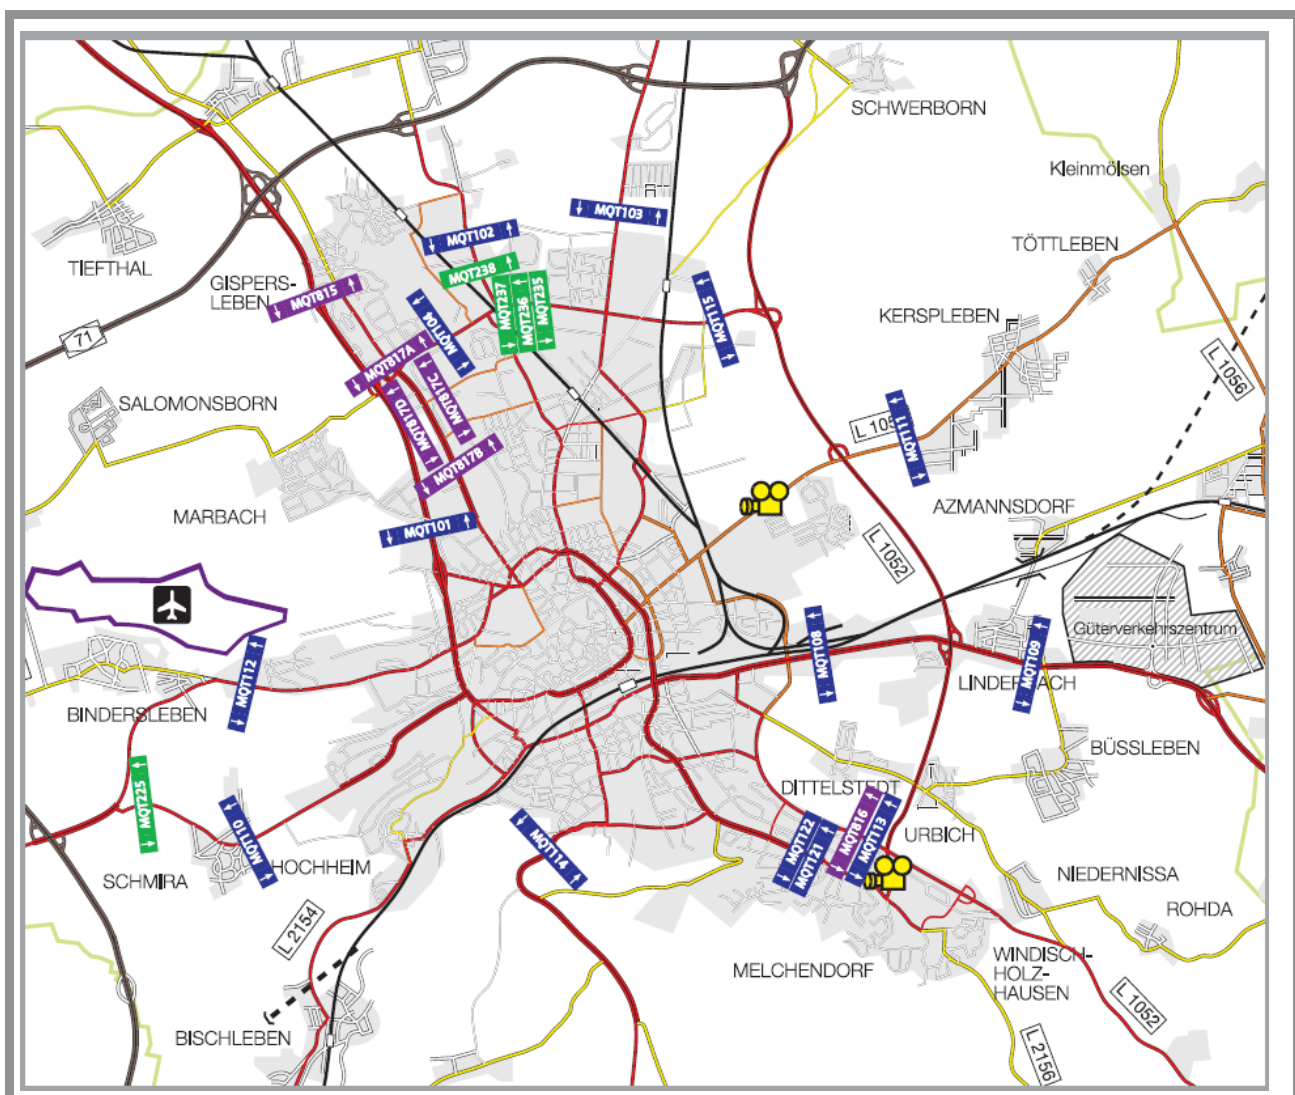 SCHWERBORN
Kleinmölsen
MQT103
MQT102
TÖTTLEBEN
TIEFTHAL
MQT238
GISPERS-
LEBEN
MQT815
MQT237
MQT236
MQT235
MQT115
KERSPLEBEN
71
MQT104
MQT817A
L 1056
MQT817C
SALOMONSBORN
MQT817D
L 105
MQT111
MQT817B
MARBACH
AZMANNSDORF
MQT101
L 1052
Güterverkehrszentrum
MQT108
MQT109
MQT112
LINDERBACH
BINDERSLEBEN
BÜSSLEBEN
MQT225
DITTELSTEDT
MQT110
MQT114
MQT122
MQT121
MQT816
MQT113
URBICH
HOCHHEIM
SCHMIRA
NIEDERNISSA
ROHDA
L 2154
MELCHENDORF
WINDISCH-
HOLZ-
HAUSEN
L 1052
BISCHLEBEN
L 2156